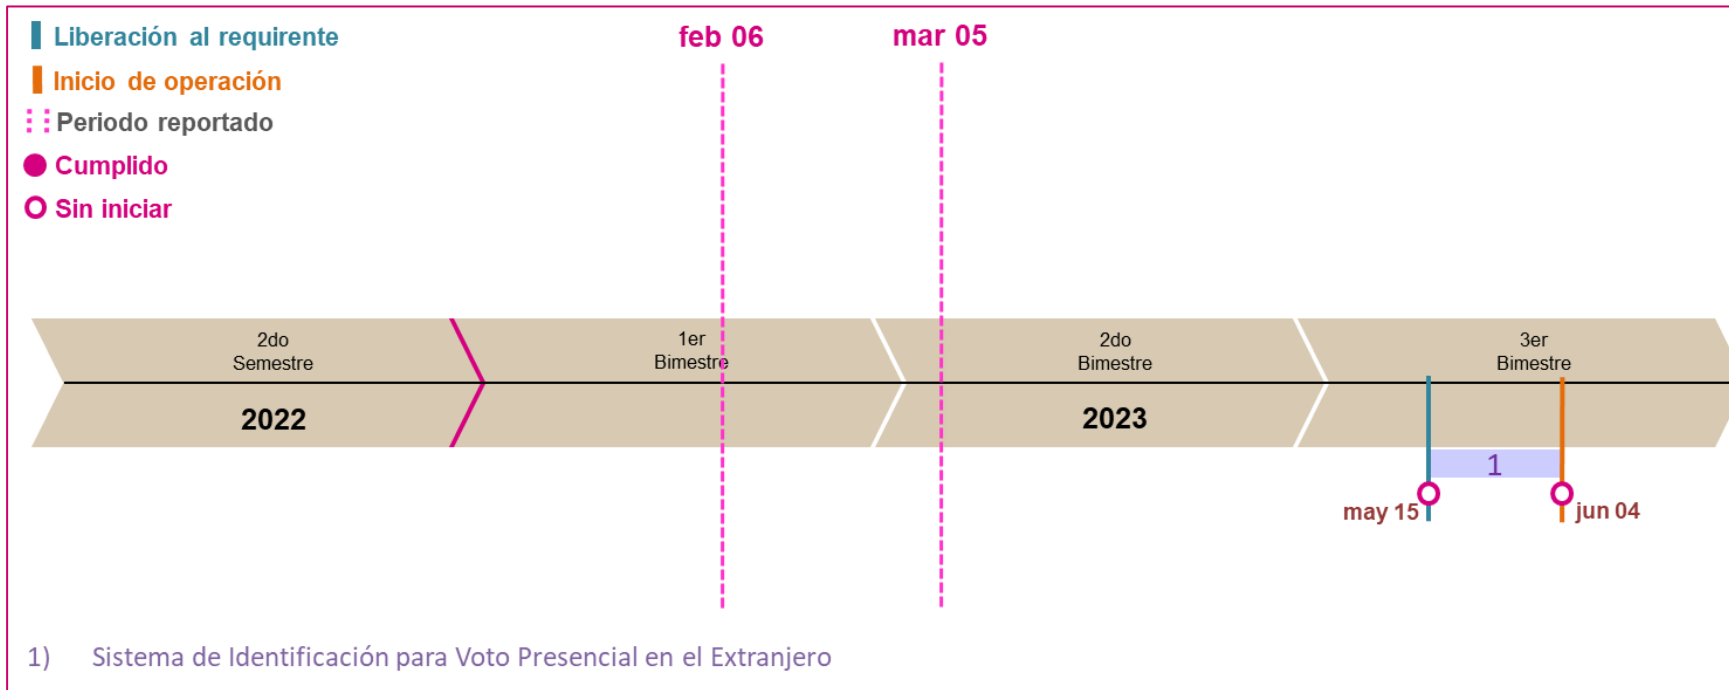 Liberación al requirente
Inicio de operación
Periodo reportado
Cumplido
Sin iniciar
feb 06
mar 05
2do
Semestre
1er
Bimestre
2do
Bimestre
3er
Bimestre
2022
2023
1
may 15
jun 04
1) Sistema de Identificación para Voto Presencial en el Extranjero